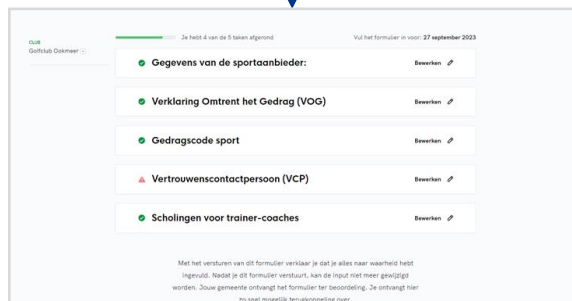 CLUB
Golfclub Ookmeer
Je hebt 4 van de 5 taken afgerond
Vul het formulier in voor: 27 september 2023
Gegevens van de sportaanbieder:
Bewerken
Verklaring Omtrent het Gedrag (VOG)
Bewerken
Gedragscode sport
Bewerken
Vertrouwenscontactpersoon (VCP)
Bewerken
Scholingen voor trainer-coaches
Bewerken
Met het versturen van dit formulier verklaar je dat je alles naar waarheid hebt
ingevuld. Nadat je dit formulier verstuurt, kan de input niet meer gewijzigd
worden. Jouw gemeente ontvangt het formulier ter beoordeling. Je ontvangt hier
zo snel mogelijk terugkoppeling over.